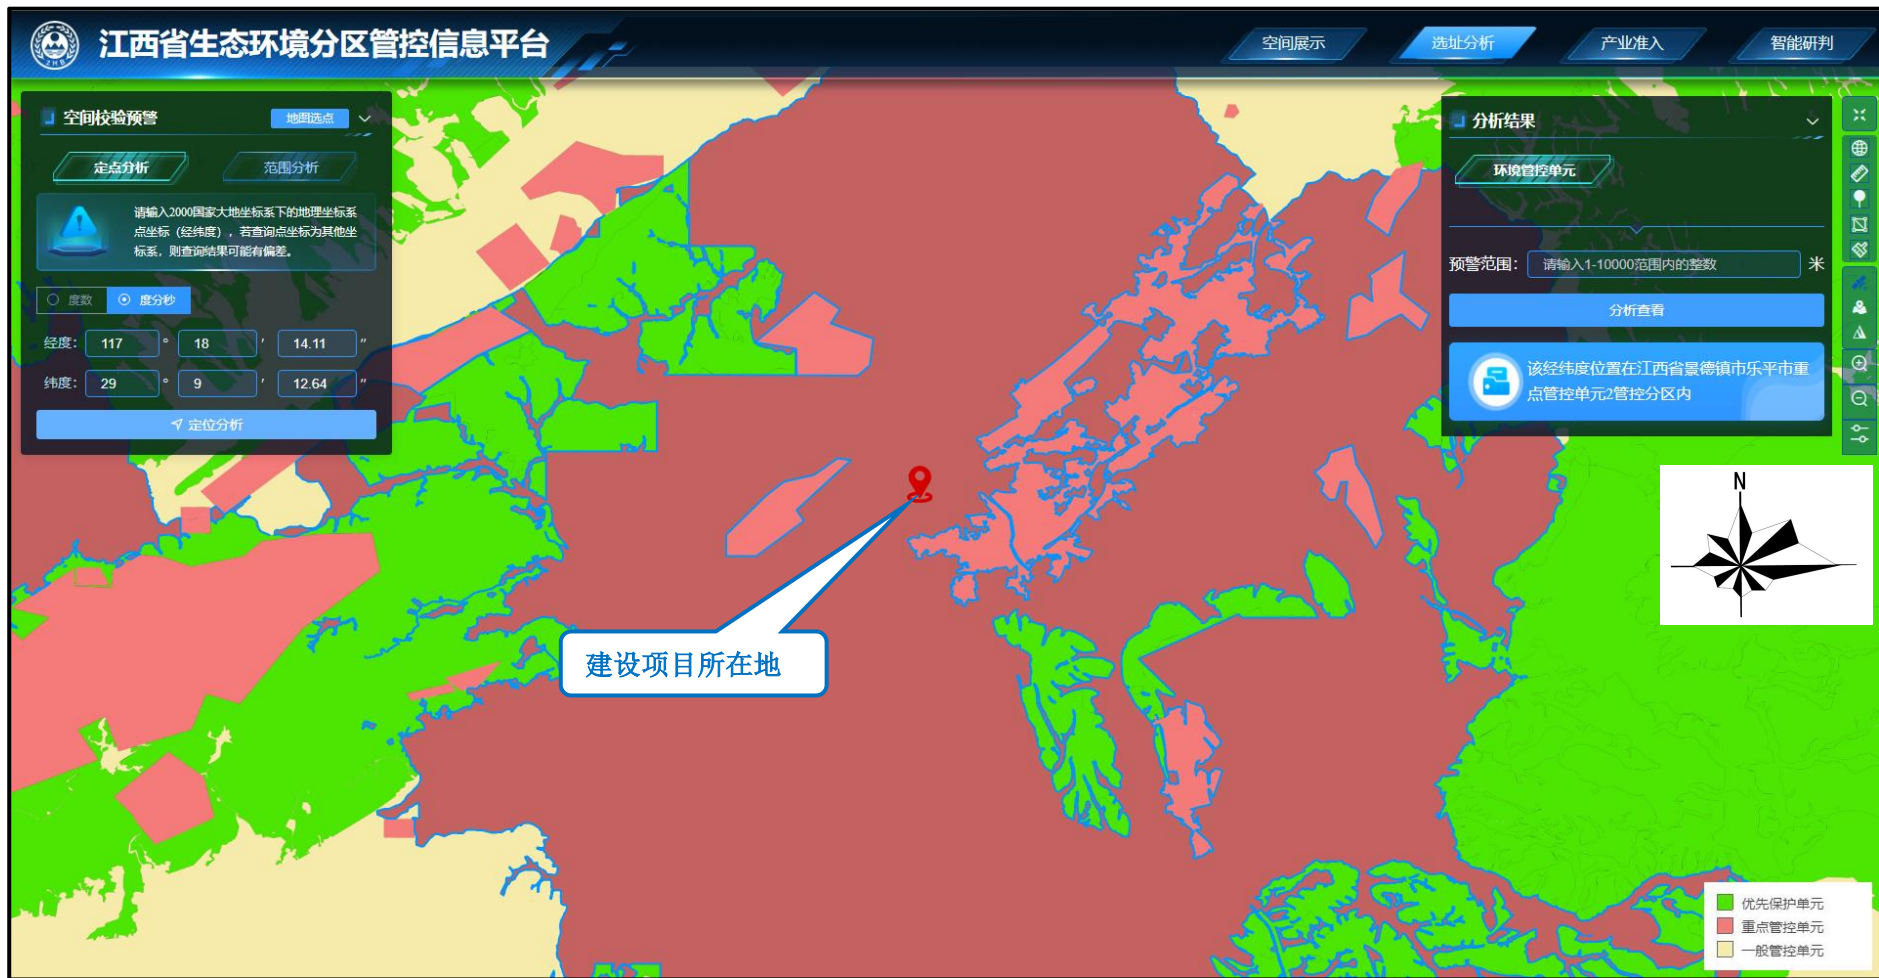 江西省生态环境分区管控信息平台
空间展示
选址分析
产业准入
智能研判
空间校验预警
地图选点
定点分析
范围分析
请输入2000国家大地坐标系下的地理坐标系
点坐标（经纬度），若查询点坐标为其他坐
标系，则查询结果可能有偏差。
度数
度分秒
经度： 117 ° 18 ′ 14.11 ″
纬度： 29 ° 9 ′ 12.64 ″
定位分析
分析结果
环境管控单元
预警范围： 请输入1-10000范围内的整数 米
分析查看
该经纬度位置在江西省景德镇市乐平市重
点管控单元2管控分区内
N
建设项目所在地
优先保护单元
重点管控单元
一般管控单元